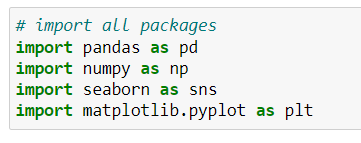 # import all packages
import pandas as pd
import numpy as np
import seaborn as sns
import matplotlib.pyplot as plt